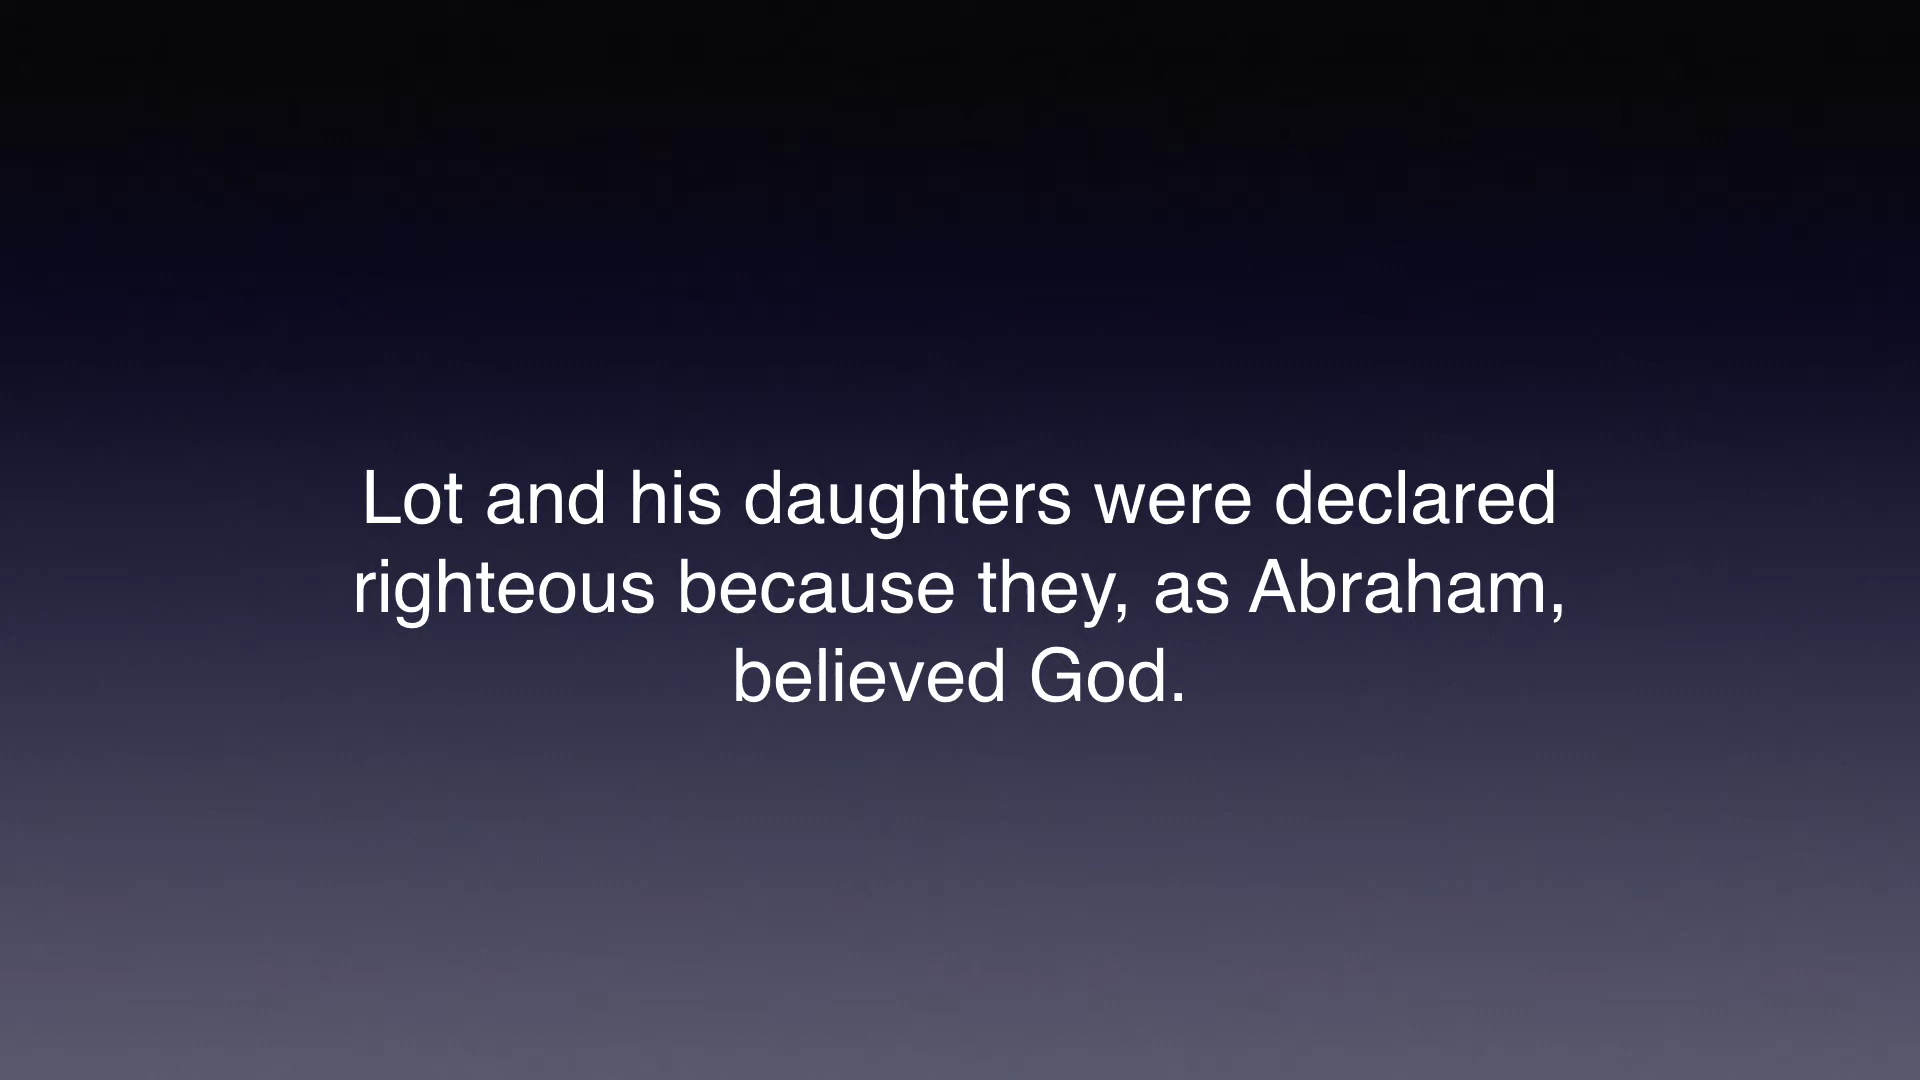 Lot and his daughters were declared
righteous because they, as Abraham,
believed God.